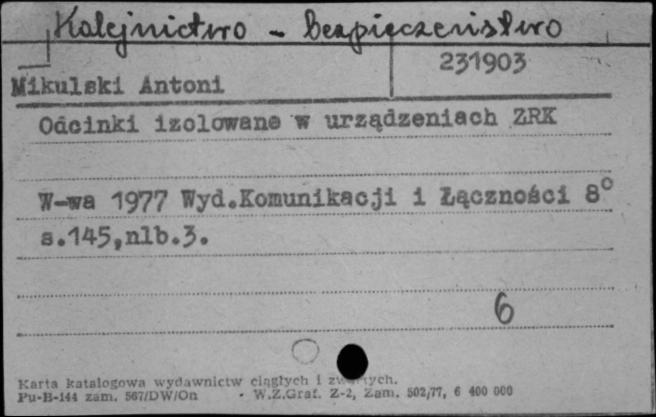 Kolejnictwo - bezpieczeństwo
231903
Mikulski Antoni
Odcinki izolowane w urządzeniach ZRK
W-wa 1977 Wyd.Komunikacji i Łączności 8°
s.145,nlb.3.
6
Karta katalogowa wydawnictw ciągłych i zwartych.
Pu-B-144 zam. 567/DW/On · W.Z.Graf. Z-2, Zam. 502/77, 6 400 000